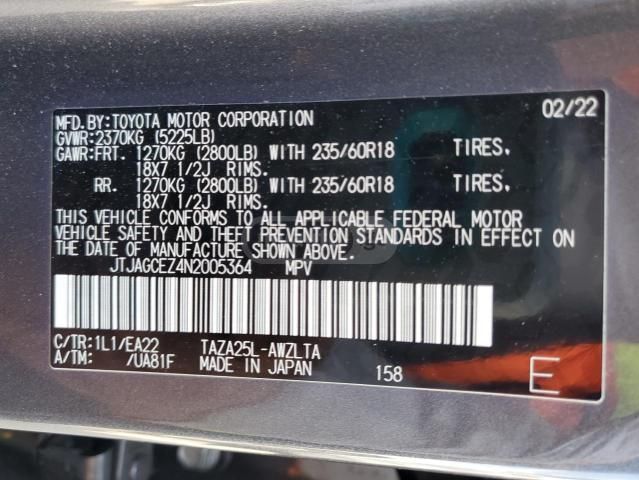 MFD.BY:TOYOTA MOTOR CORPORATION 02/22
GVWR:2370KG (5225LB)
GAWR:FRT. 1270KG (2800LB) WITH 235/60R18 TIRES,
18X7 1/2J RIMS.
RR. 1270KG (2800LB) WITH 235/60R18 TIRES,
18X7 1/2J RIMS.
THIS VEHICLE CONFORMS TO ALL APPLICABLE FEDERAL MOTOR
VEHICLE SAFETY AND THEFT PREVENTION STANDARDS IN EFFECT ON
THE DATE OF MANUFACTURE SHOWN ABOVE.
JTJAGCEZ4N2005364 MPV
C/TR:1L1/EA22 TAZA25L-AWZLTA
A/TM: /UA81F MADE IN JAPAN 158 E